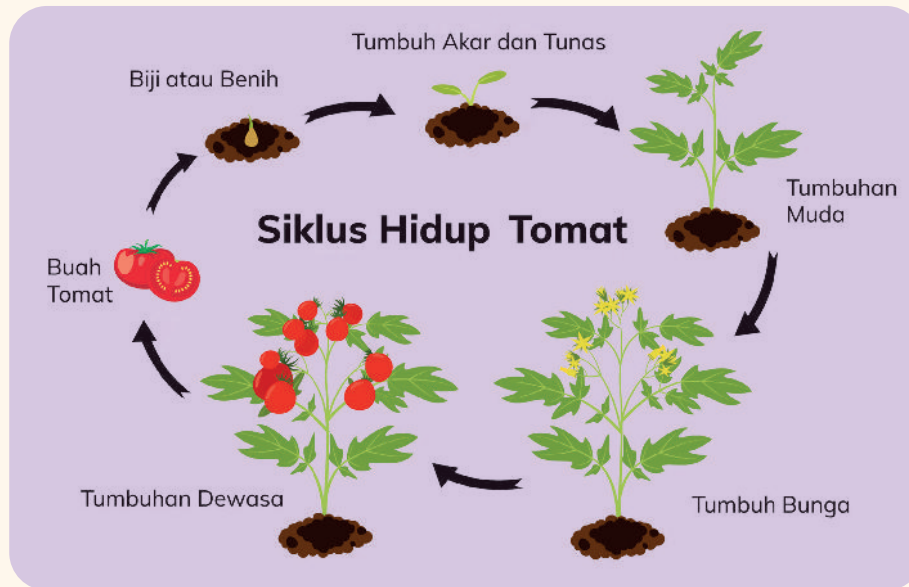 Tumbuh Akar dan Tunas
Biji atau Benih
Tumbuhan
Muda
Siklus Hidup Tomat
Buah
Tomat
Tumbuhan Dewasa
Tumbuh Bunga